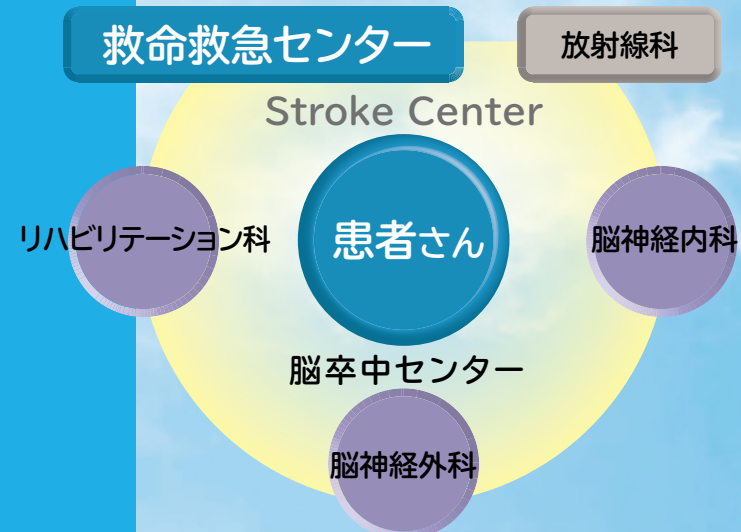 救命救急センター
放射線科
Stroke Center
リハビリテーション科
患者さん
脳神経内科
脳卒中センター
脳神経外科